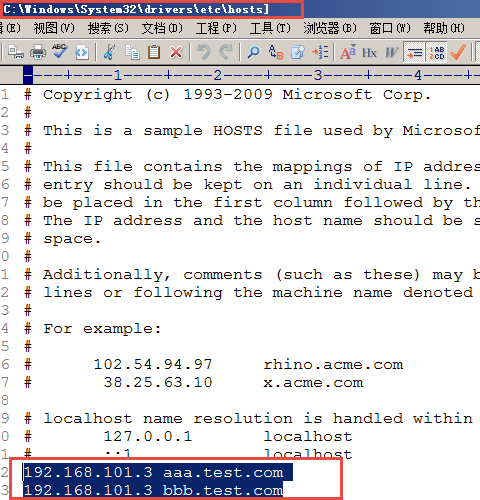 C:\Windows\System32\drivers\etc\hosts]
(B) 搜索(S) 文档(D) 工程(P) 工具(T) 浏览器(B) 窗口(W) 帮助(H)
ABC W Hx W
----+----1----+----2----+----3----+----4----+
1 # Copyright (c) 1993-2009 Microsoft Corp.
2 #
3 # This is a sample HOSTS file used by Microsof
4 #
5 # This file contains the mappings of IP addres
6 # entry should be kept on an individual line.
7 # be placed in the first column followed by th
8 # The IP address and the host name should be s
9 # space.
0 #
1 # Additionally, comments (such as these) may b
2 # lines or following the machine name denoted
3 #
4 # For example:
5 #
6 # 102.54.94.97 rhino.acme.com
7 # 38.25.63.10 x.acme.com
8
9 # localhost name resolution is handled within
0 # 127.0.0.1 localhost
1 # ::1 localhost
2 192.168.101.3 aaa.test.com
3 192.168.101.3 bbb.test.com